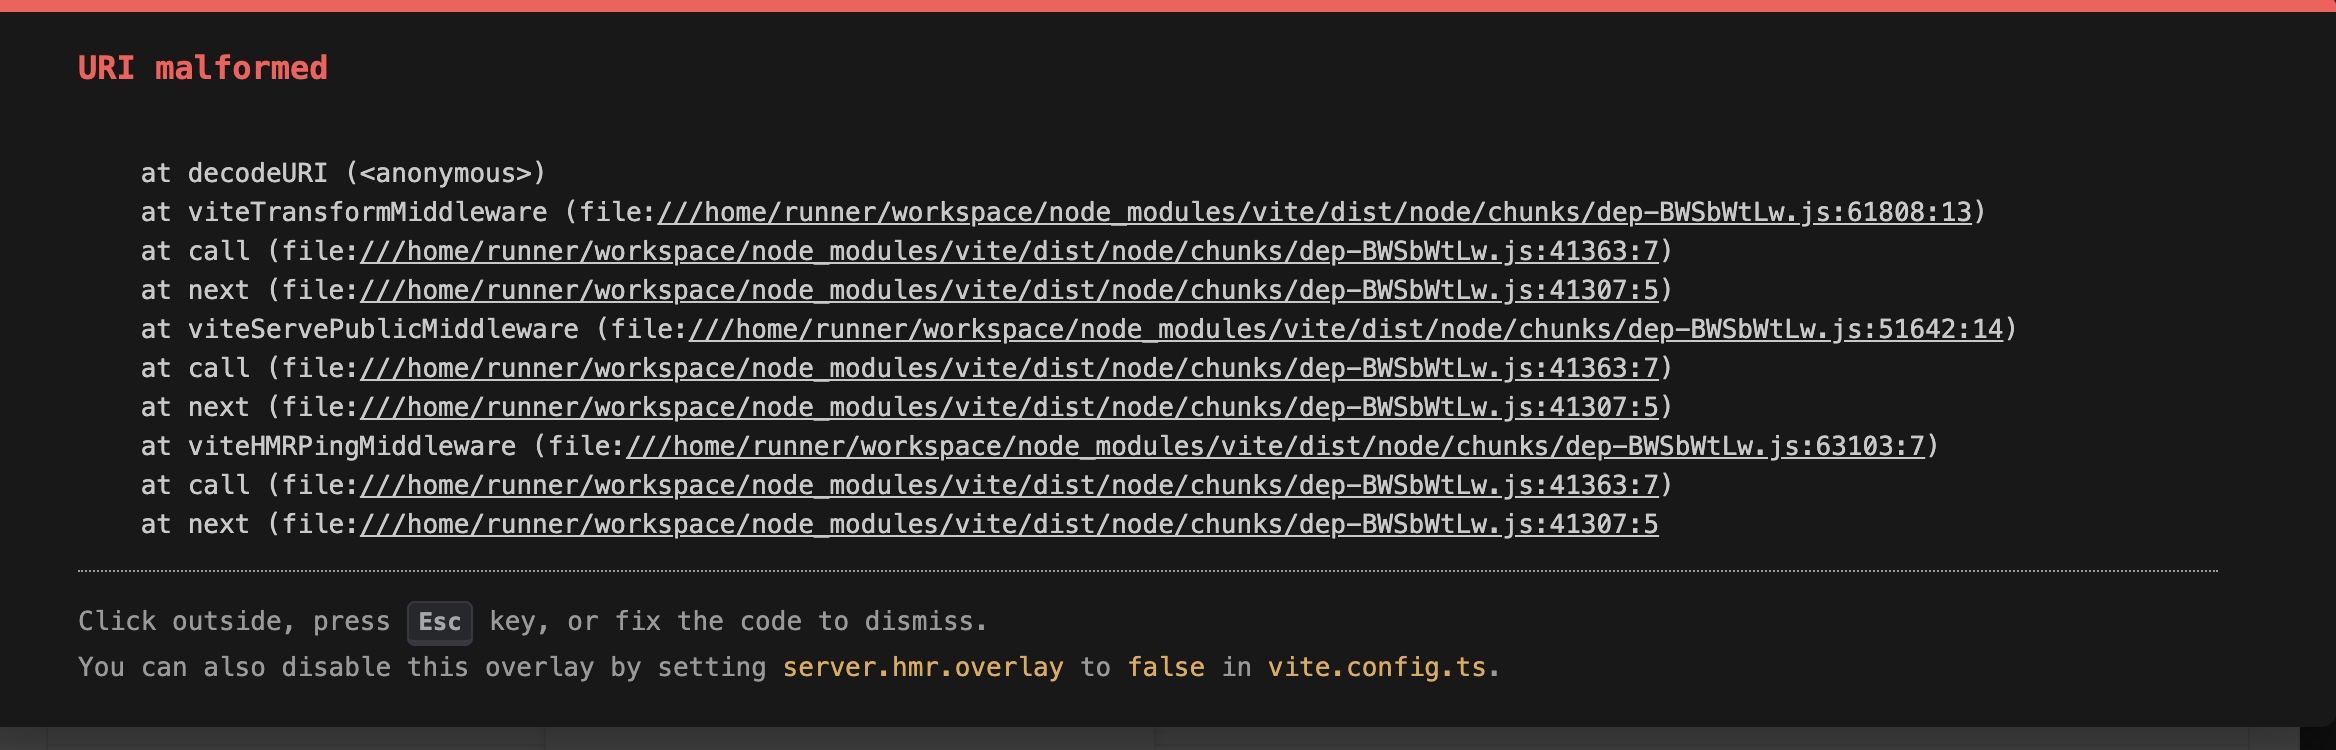 URI malformed
at decodeURI (<anonymous>)
at viteTransformMiddleware (file:///home/runner/workspace/node_modules/vite/dist/node/chunks/dep-BWSbWtLw.js:61808:13)
at call (file:///home/runner/workspace/node_modules/vite/dist/node/chunks/dep-BWSbWtLw.js:41363:7)
at next (file:///home/runner/workspace/node_modules/vite/dist/node/chunks/dep-BWSbWtLw.js:41307:5)
at viteServePublicMiddleware (file:///home/runner/workspace/node_modules/vite/dist/node/chunks/dep-BWSbWtLw.js:51642:14)
at call (file:///home/runner/workspace/node_modules/vite/dist/node/chunks/dep-BWSbWtLw.js:41363:7)
at next (file:///home/runner/workspace/node_modules/vite/dist/node/chunks/dep-BWSbWtLw.js:41307:5)
at viteHMRPingMiddleware (file:///home/runner/workspace/node_modules/vite/dist/node/chunks/dep-BWSbWtLw.js:63103:7)
at call (file:///home/runner/workspace/node_modules/vite/dist/node/chunks/dep-BWSbWtLw.js:41363:7)
at next (file:///home/runner/workspace/node_modules/vite/dist/node/chunks/dep-BWSbWtLw.js:41307:5
Click outside, press Esc key, or fix the code to dismiss.
You can also disable this overlay by setting server.hmr.overlay to false in vite.config.ts.